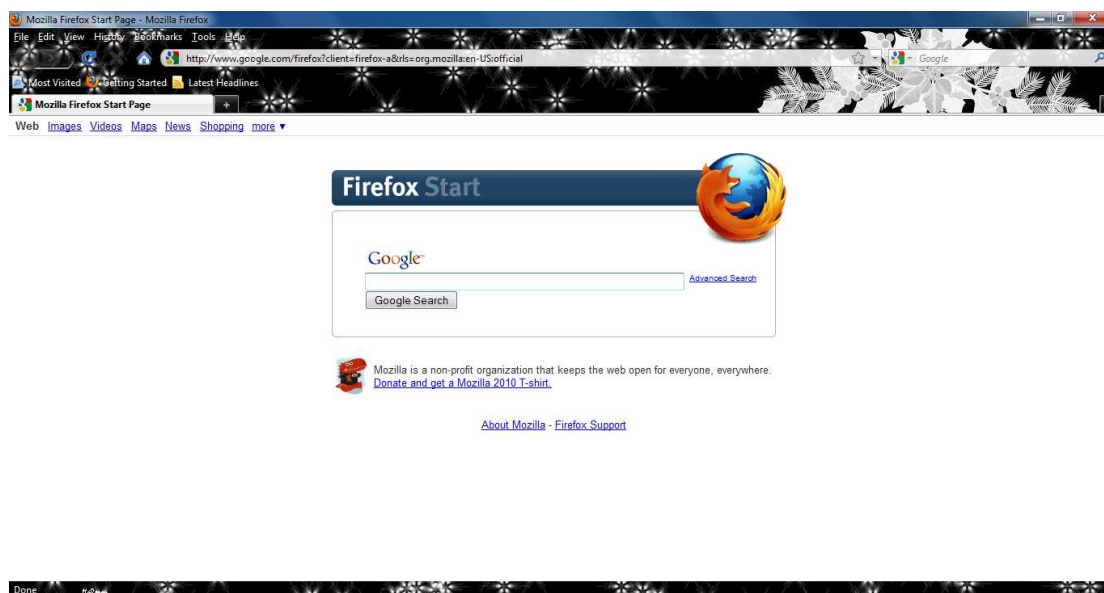 Mozilla Firefox Start Page - Mozilla Firefox
File Edit View History Bookmarks Tools Help
http://www.google.com/firefox?client=firefox-a&rls=org.mozilla:en-US:official
Google
Most Visited Getting Started Latest Headlines
Mozilla Firefox Start Page +
Web Images Videos Maps News Shopping more ▼
Firefox Start
Google™
Advanced Search
Google Search
Mozilla is a non-profit organization that keeps the web open for everyone, everywhere.
Donate and get a Mozilla 2010 T-shirt.
About Mozilla - Firefox Support
Done